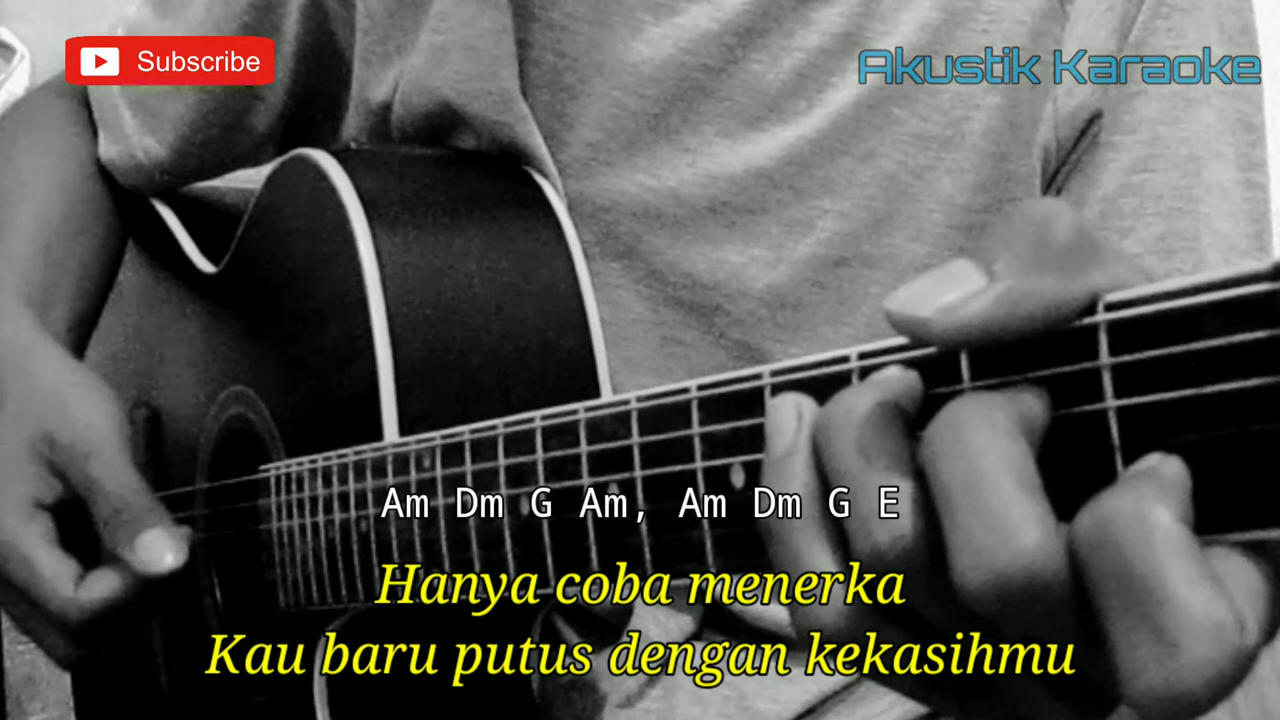 Subscribe
Akustik Karaoke
Am Dm G Am, Am Dm G E
Hanya coba menerka
Kau baru putus dengan kekasihmu